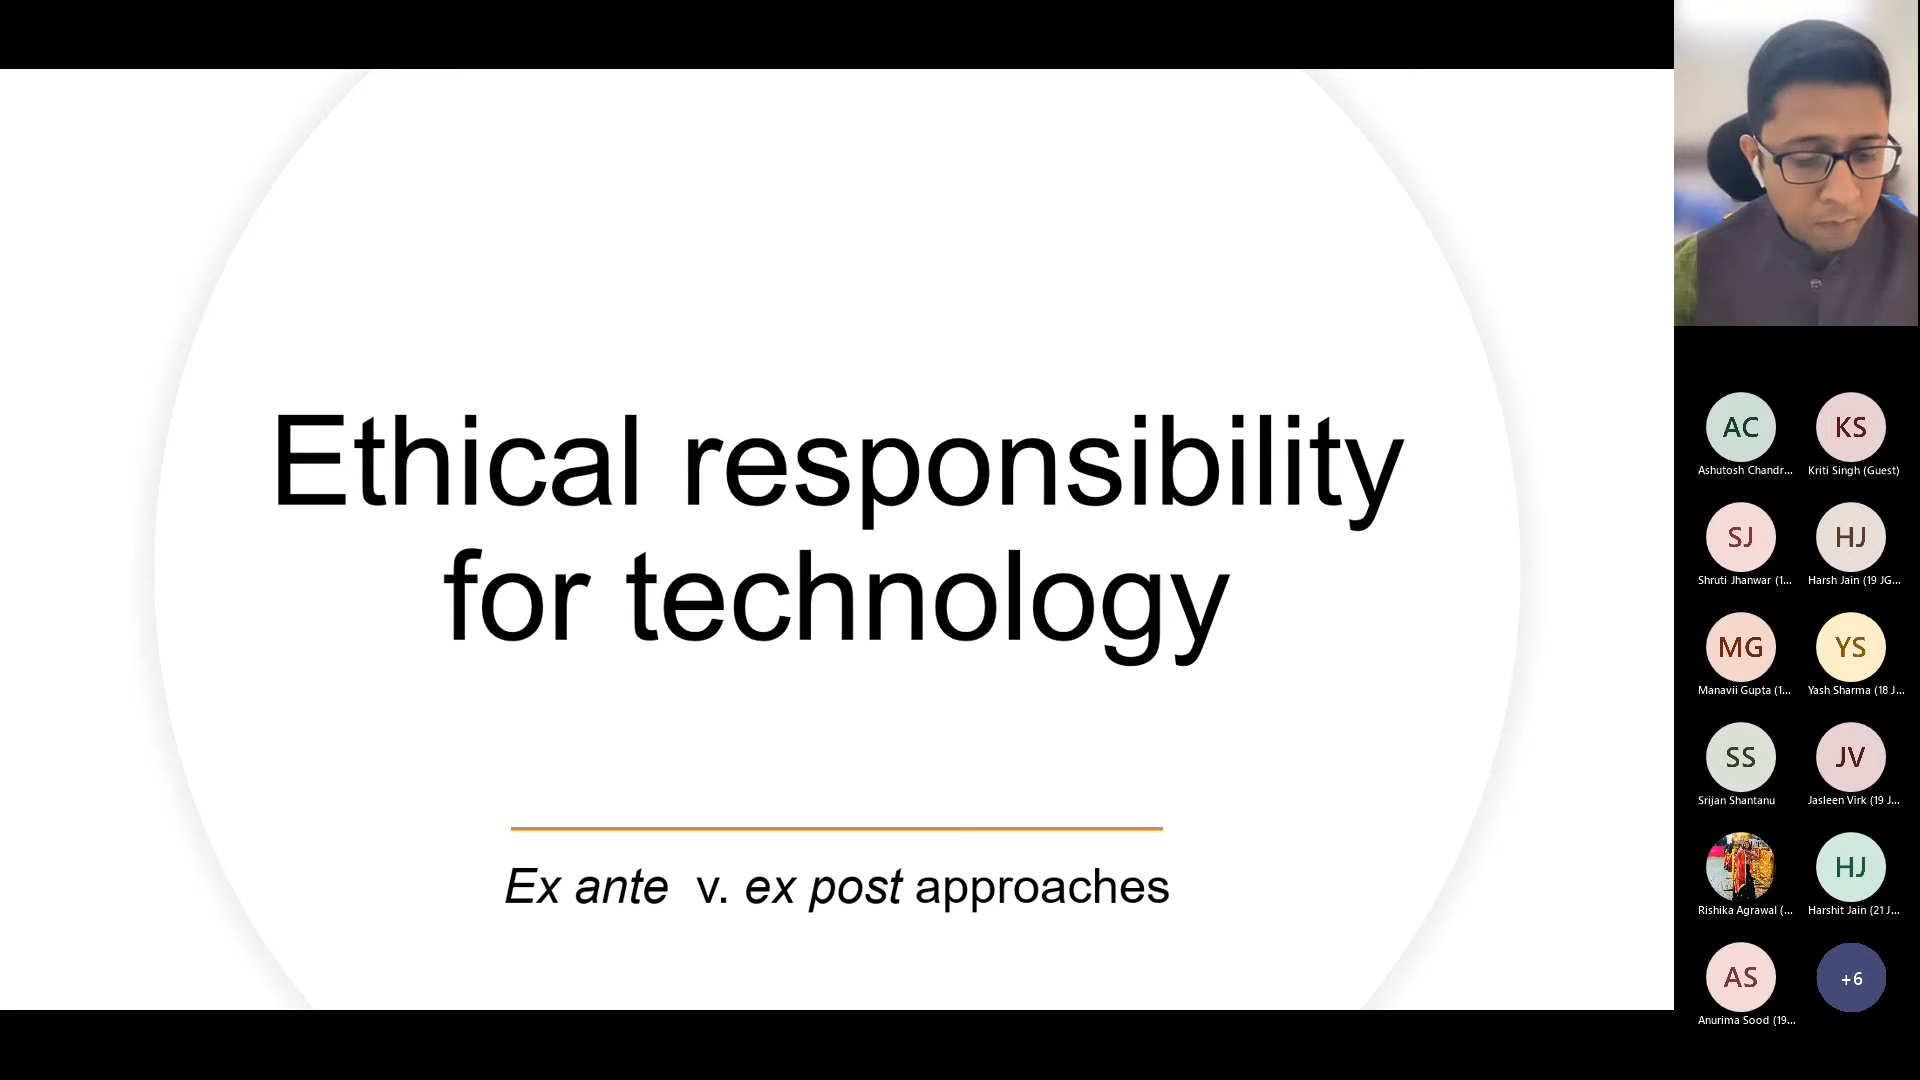 Ethical responsibility
for technology
Ex ante v. ex post approaches
AC
KS
Ashutosh Chandr...
Kriti Singh (Guest)
SJ
HJ
Shruti Jhanwar (1...
Harsh Jain (19 JG...
MG
YS
Manavii Gupta (1...
Yash Sharma (18 J...
SS
JV
Srijan Shantanu
Jasleen Virk (19 J...
HJ
Rishika Agrawal (...
Harshit Jain (21 J...
AS
+6
Anurima Sood (19...